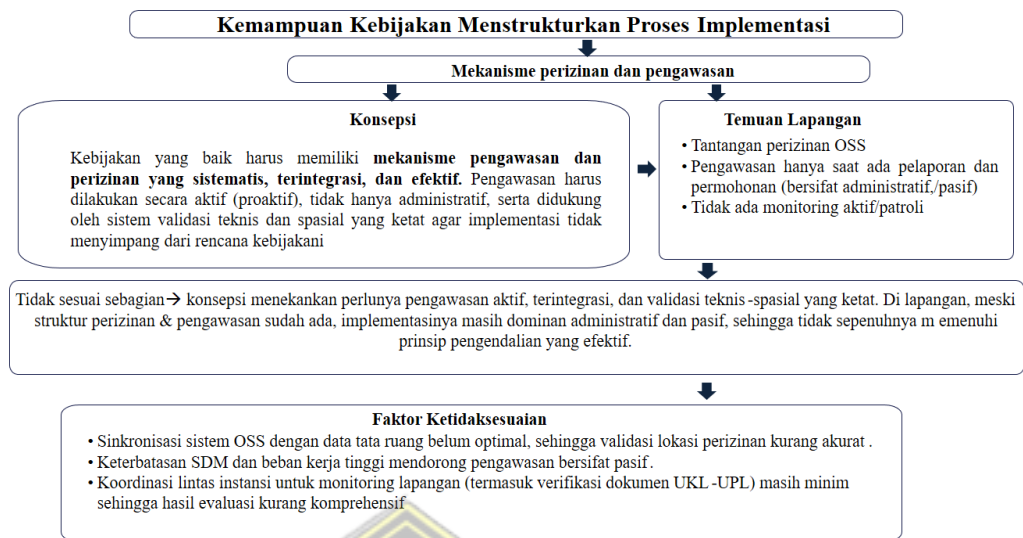 Kemampuan Kebijakan Menstrukturkan Proses Implementasi
Mekanisme perizinan dan pengawasan
Konsepsi
Kebijakan yang baik harus memiliki mekanisme pengawasan dan
perizinan yang sistematis, terintegrasi, dan efektif. Pengawasan harus
dilakukan secara aktif (proaktif), tidak hanya administratif, serta didukung
oleh sistem validasi teknis dan spasial yang ketat agar implementasi tidak
menyimpang dari rencana kebijakani
Temuan Lapangan
• Tantangan perizinan OSS
• Pengawasan hanya saat ada pelaporan dan
permohonan (bersifat administratif,/pasif)
• Tidak ada monitoring aktif/patroli
Tidak sesuai sebagian→ konsepsi menekankan perlunya pengawasan aktif, terintegrasi, dan validasi teknis-spasial yang ketat. Di lapangan, meski
struktur perizinan & pengawasan sudah ada, implementasinya masih dominan administratif dan pasif, sehingga tidak sepenuhnya m emenuhi
prinsip pengendalian yang efektif.
Faktor Ketidaksesuaian
• Sinkronisasi sistem OSS dengan data tata ruang belum optimal, sehingga validasi lokasi perizinan kurang akurat .
• Keterbatasan SDM dan beban kerja tinggi mendorong pengawasan bersifat pasif .
• Koordinasi lintas instansi untuk monitoring lapangan (termasuk verifikasi dokumen UKL -UPL) masih minim
sehingga hasil evaluasi kurang komprehensif